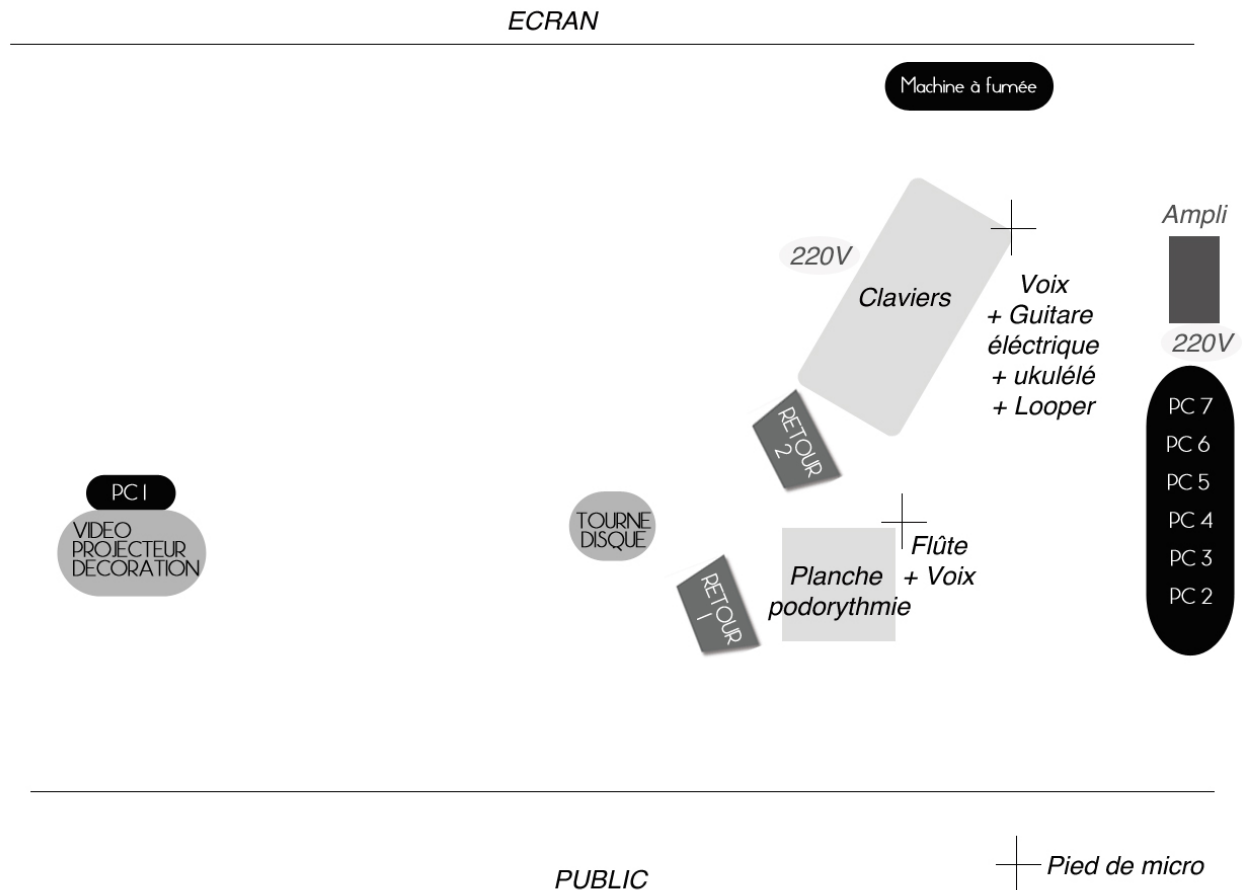 ECRAN
Machine à fumée
Ampli
220V
Claviers
Voix
+ Guitare
éléctrique
+ ukulélé
+ Looper
220V
RETOUR
2
PC 7
PC 6
PC 5
PC 4
PC 3
PC 2
PC 1
VIDEO
PROJECTEUR
DECORATION
TOURNE
DISQUE
RETOUR
1
Planche
podorythmie
Flûte
+ Voix
PUBLIC
Pied de micro